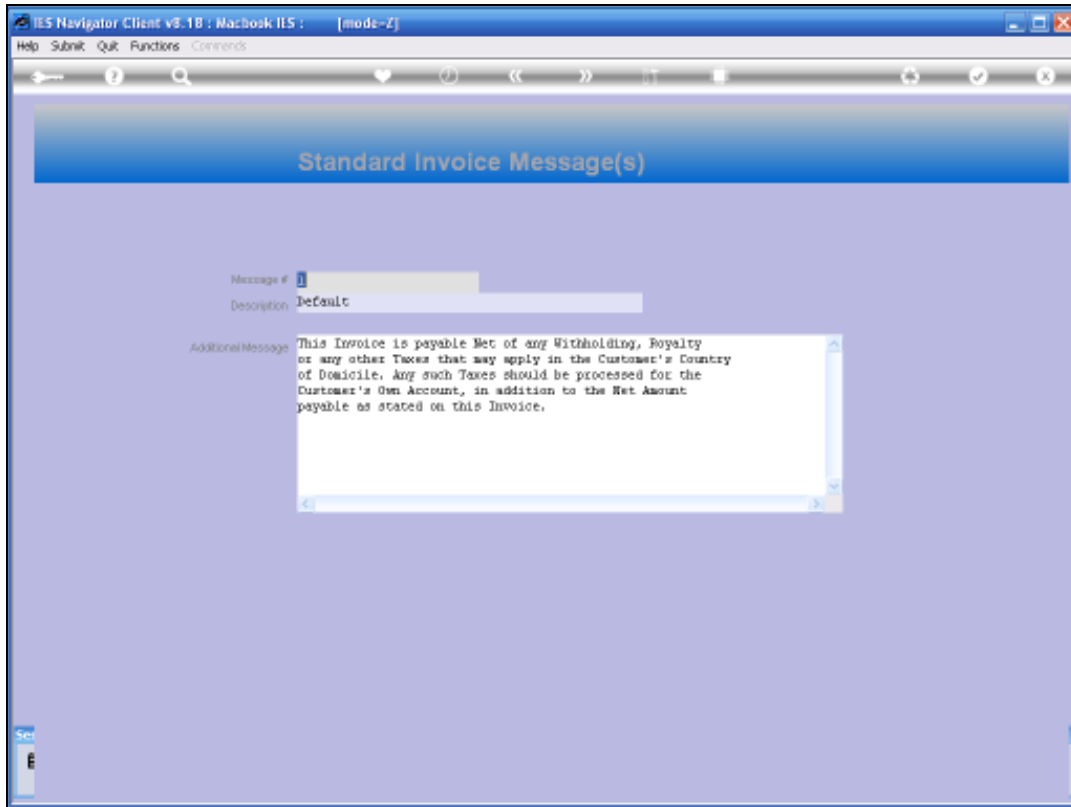 IES Navigator Client v8.1B : Macbook IES : [mode=Z]
Help Submit Quit Functions Commends
Standard Invoice Message(s)
Message # 1
Description Default
Additional Message This Invoice is payable Net of any Withholding, Royalty
or any other Taxes that may apply in the Customer's Country
of Domicile. Any such Taxes should be processed for the
Customer's Own Account, in addition to the Net Amount
payable as stated on this Invoice.